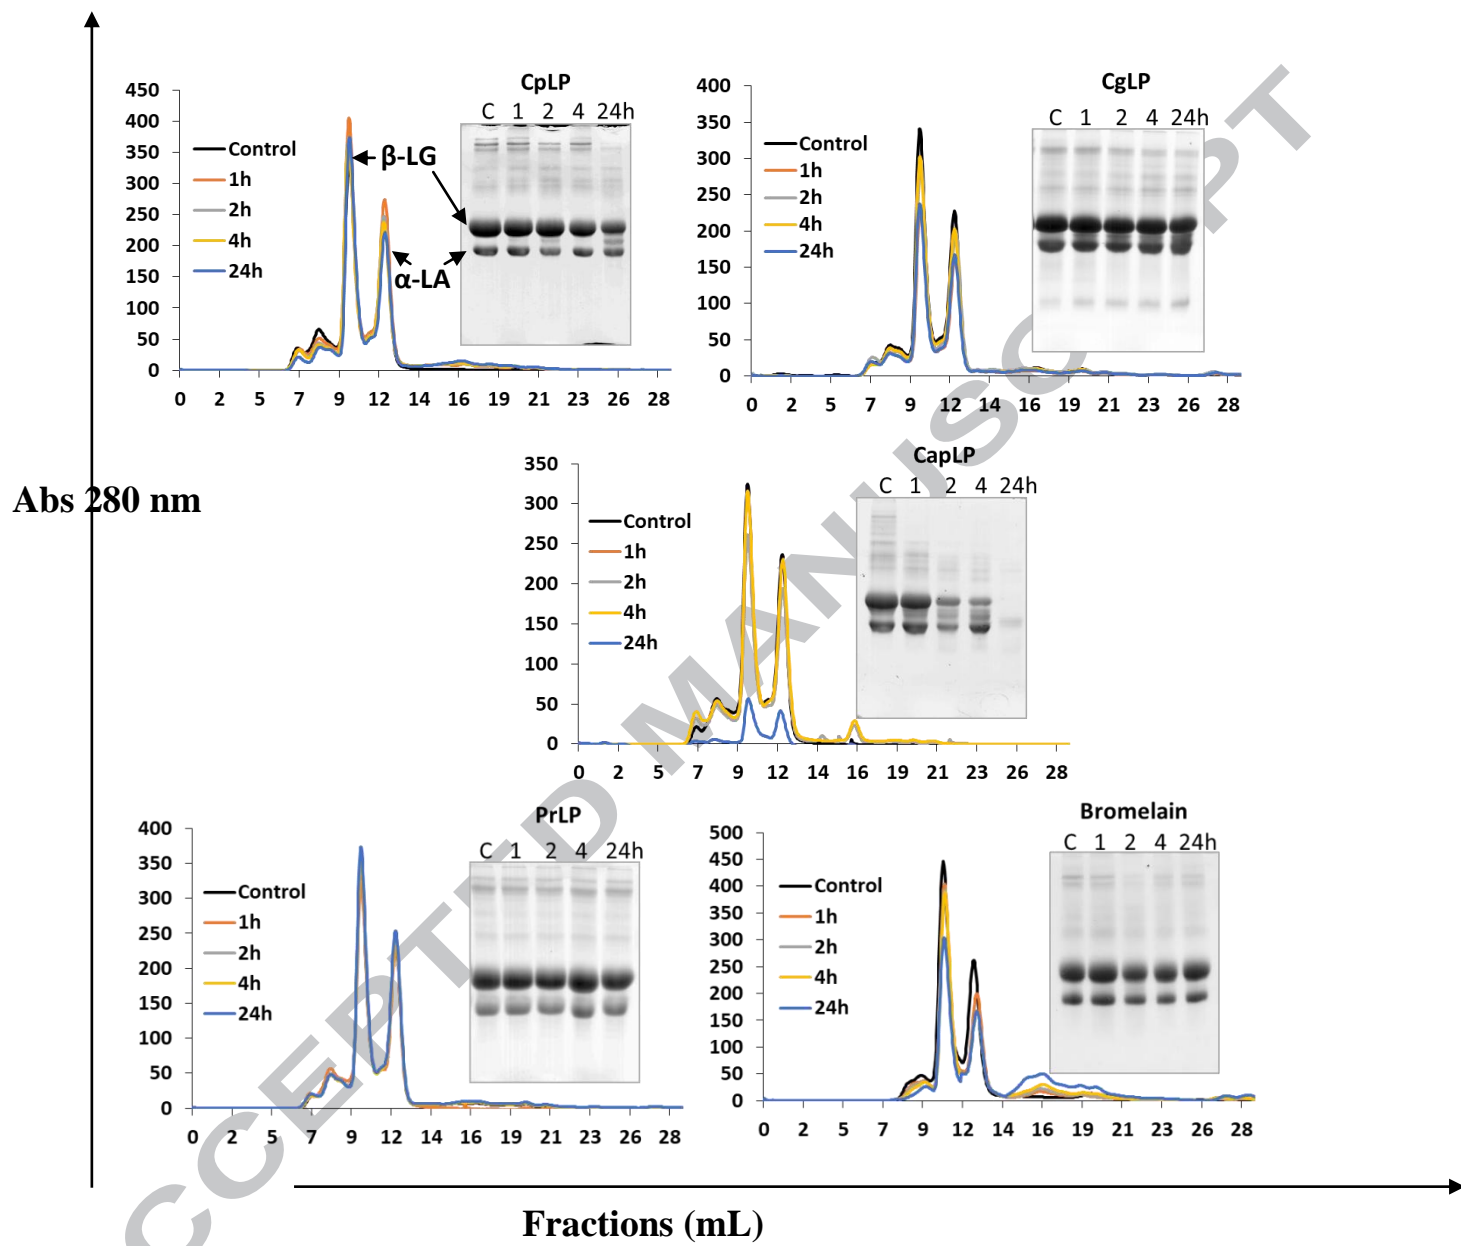 CpLP
C 1 2 4 24h
450
400
350
300
250
200
150
100
50
0
Control
1h
2h
4h
24h
β-LG
α-LA
0 2 5 7 9 12 14 16 19 21 23 26 28
CgLP
C 1 2 4 24h
400
350
300
250
200
150
100
50
0
Control
1h
2h
4h
24h
0 2 5 7 9 12 14 16 19 21 23 26 28
Abs 280 nm
CapLP
C 1 2 4 24h
350
300
250
200
150
100
50
0
Control
1h
2h
4h
24h
0 2 5 7 9 12 14 16 19 21 23 26 28
PrLP
C 1 2 4 24h
400
350
300
250
200
150
100
50
0
Control
1h
2h
4h
24h
0 2 5 7 9 12 14 16 19 21 23 26 28
Bromelain
C 1 2 4 24h
500
450
400
350
300
250
200
150
100
50
0
Control
1h
2h
4h
24h
0 2 5 7 9 12 14 16 19 21 23 26 28
Fractions (mL)
CCEPTED MANUSCRIPT